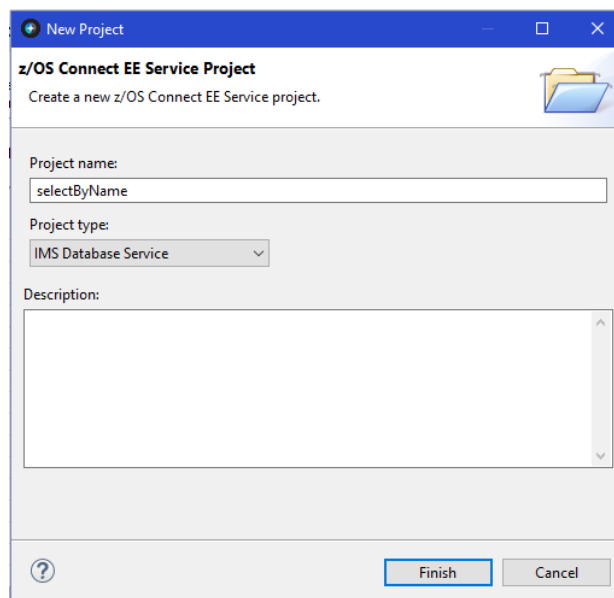 New Project
z/OS Connect EE Service Project
Create a new z/OS Connect EE Service project.
Project name:
selectByName
Project type:
IMS Database Service
Description:
?
Finish
Cancel